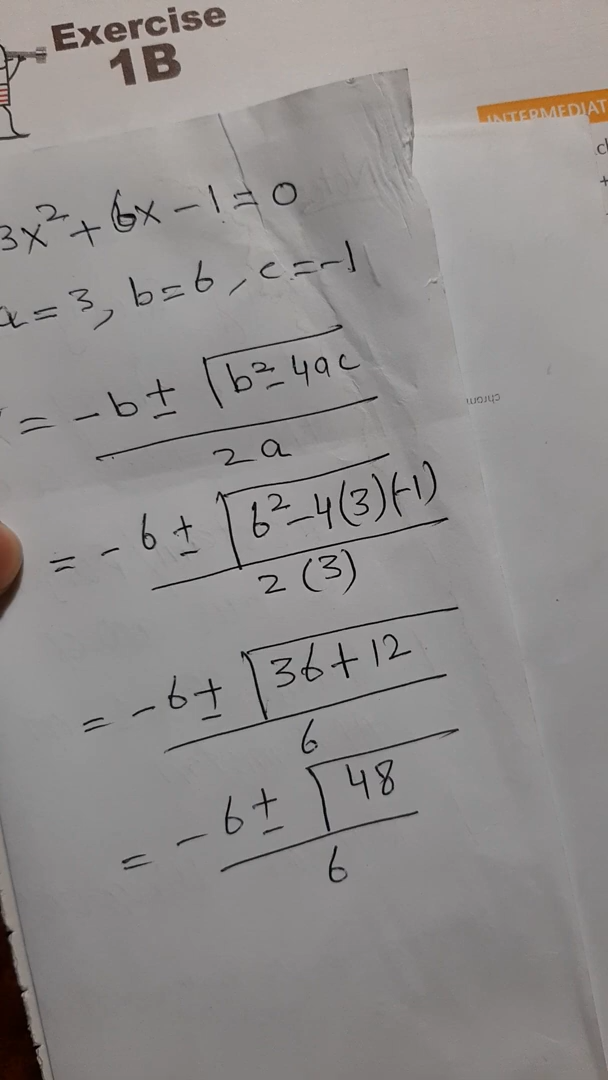 Exercise
1B
INTERMEDIAT
3x² + 6x - 1 = 0
a = 3, b = 6, c = -1
= -b ± √b² - 4ac
2a
= -6 ± √6² - 4(3)(-1)
2(3)
= -6 ± √36 + 12
6
= -6 ± √48
6